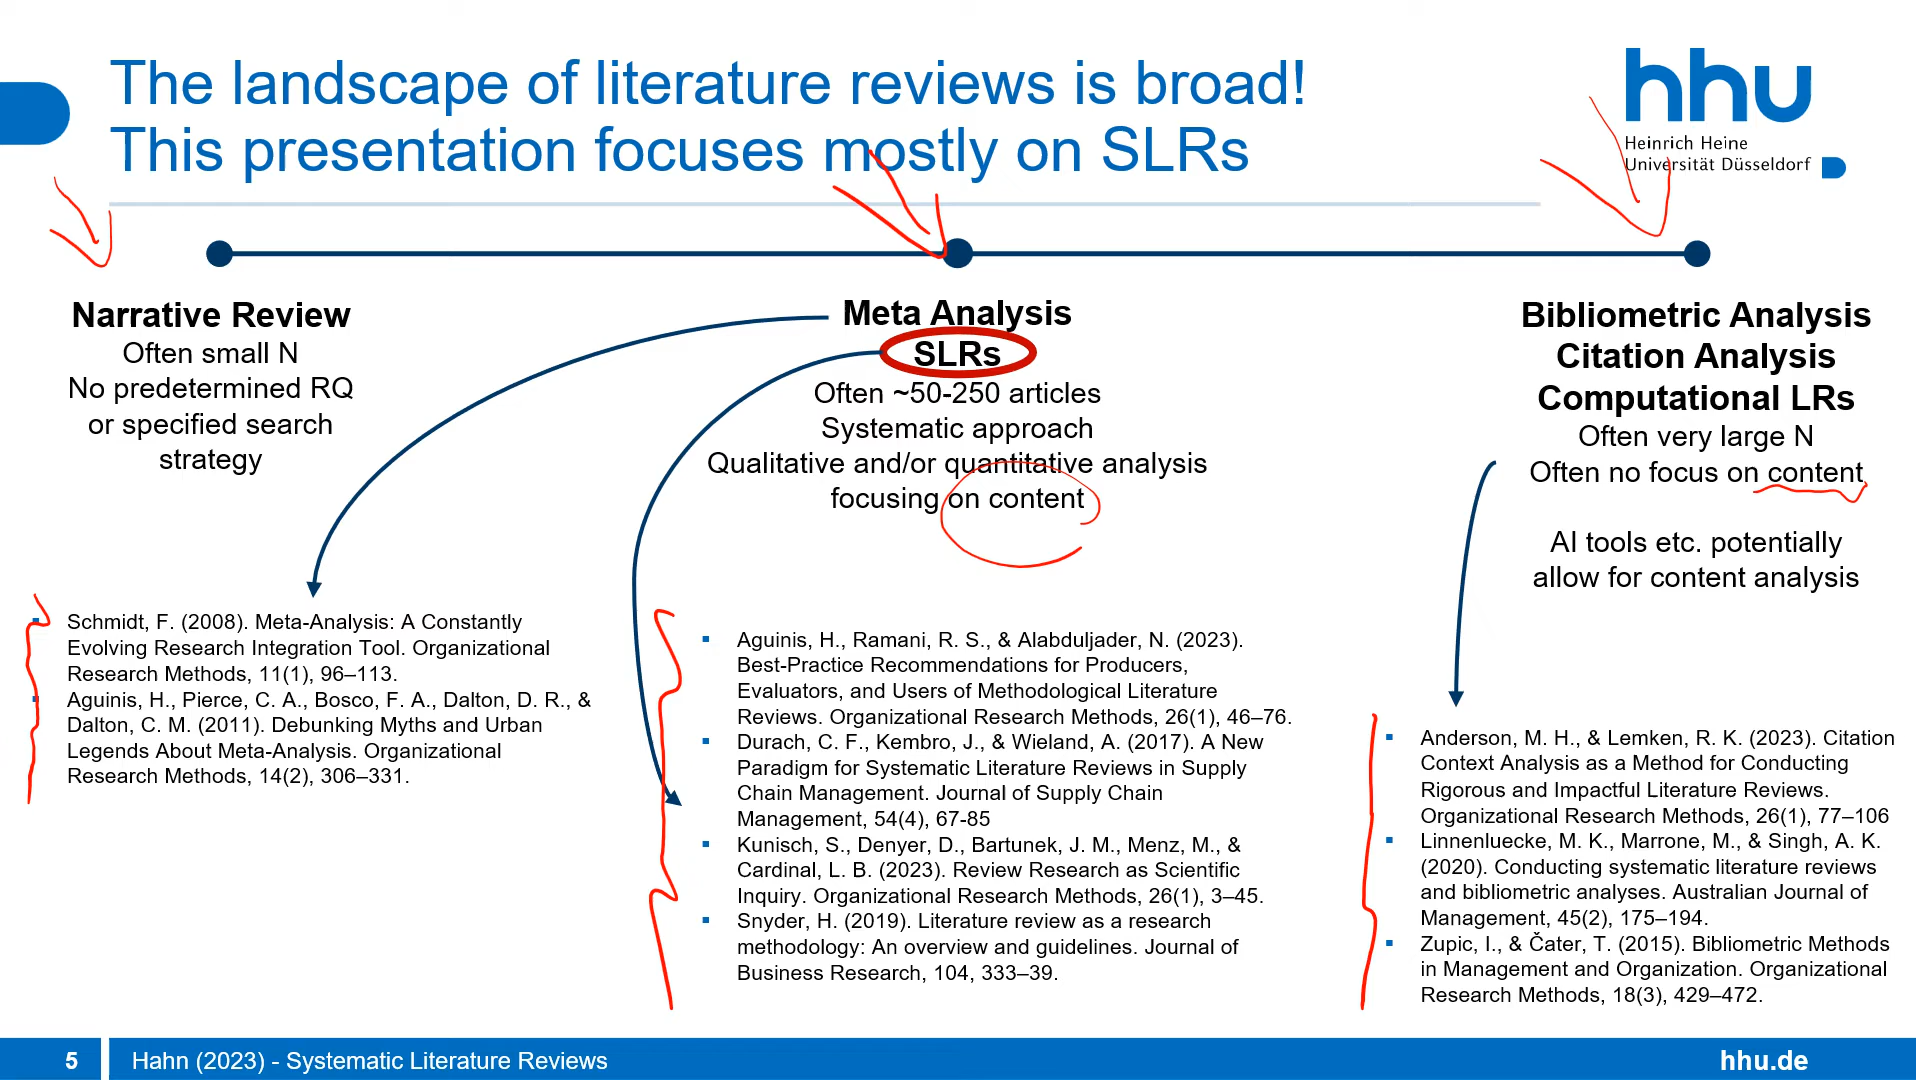 The landscape of literature reviews is broad!
This presentation focuses mostly on SLRs
hhu
Heinrich Heine
Universität Düsseldorf
Narrative Review
Often small N
No predetermined RQ
or specified search
strategy
Meta Analysis
SLRs
Often ~50-250 articles
Systematic approach
Qualitative and/or quantitative analysis
focusing on content
Bibliometric Analysis
Citation Analysis
Computational LRs
Often very large N
Often no focus on content
AI tools etc. potentially
allow for content analysis
Schmidt, F. (2008). Meta-Analysis: A Constantly
Evolving Research Integration Tool. Organizational
Research Methods, 11(1), 96–113.
Aguinis, H., Pierce, C. A., Bosco, F. A., Dalton, D. R., &
Dalton, C. M. (2011). Debunking Myths and Urban
Legends About Meta-Analysis. Organizational
Research Methods, 14(2), 306–331.
Aguinis, H., Ramani, R. S., & Alabduljader, N. (2023).
Best-Practice Recommendations for Producers,
Evaluators, and Users of Methodological Literature
Reviews. Organizational Research Methods, 26(1), 46–76.
Durach, C. F., Kembro, J., & Wieland, A. (2017). A New
Paradigm for Systematic Literature Reviews in Supply
Chain Management. Journal of Supply Chain
Management, 54(4), 67-85
Kunisch, S., Denyer, D., Bartunek, J. M., Menz, M., &
Cardinal, L. B. (2023). Review Research as Scientific
Inquiry. Organizational Research Methods, 26(1), 3–45.
Snyder, H. (2019). Literature review as a research
methodology: An overview and guidelines. Journal of
Business Research, 104, 333–39.
Anderson, M. H., & Lemken, R. K. (2023). Citation
Context Analysis as a Method for Conducting
Rigorous and Impactful Literature Reviews.
Organizational Research Methods, 26(1), 77–106
Linnenluecke, M. K., Marrone, M., & Singh, A. K.
(2020). Conducting systematic literature reviews
and bibliometric analyses. Australian Journal of
Management, 45(2), 175–194.
Zupic, I., & Čater, T. (2015). Bibliometric Methods
in Management and Organization. Organizational
Research Methods, 18(3), 429–472.
5
Hahn (2023) - Systematic Literature Reviews
hhu.de